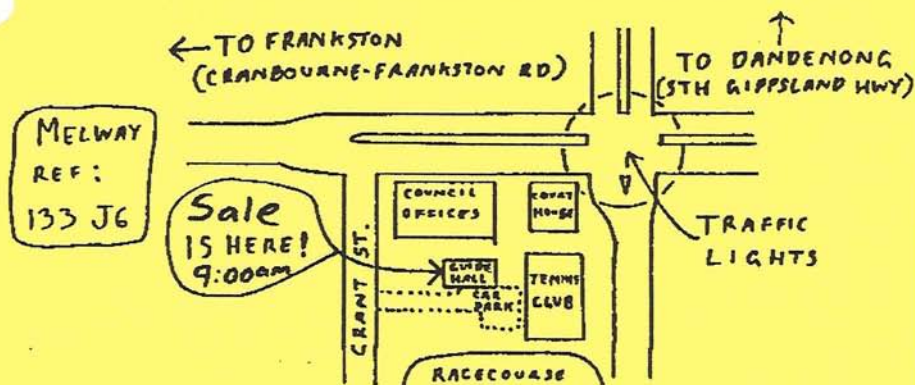 ← TO FRANKSTON
(CRANBOURNE-FRANKSTON RD)
TO DANDENONG
(STH GIPPSLAND HWY)
MELWAY
REF:
133 J6
Sale
IS HERE!
9:00am
COUNCIL
OFFICES
COURT
HOUSE
TRAFFIC
LIGHTS
GRANT ST.
GUIDE
HALL
CAR
PARK
TENNIS
CLUB
RACECOURSE